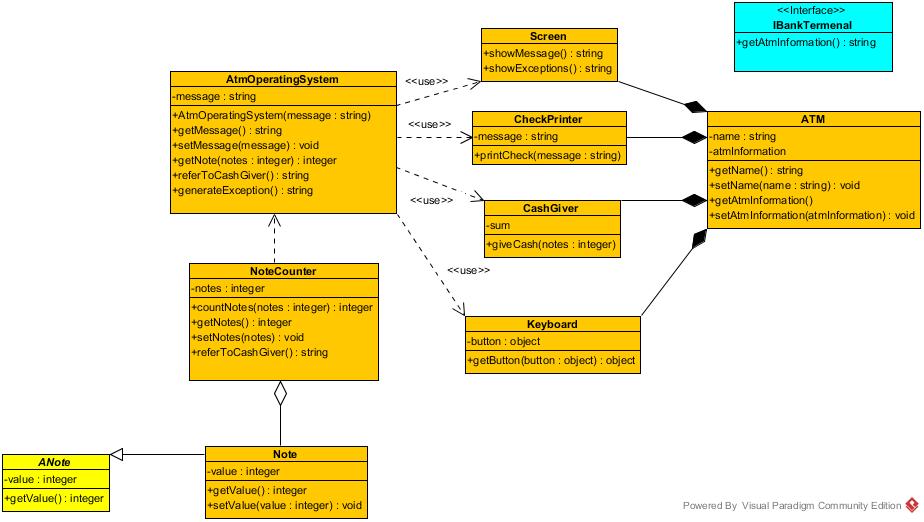 <<Interface>>
IBankTermenal
+getAtmInformation() : string
Screen
+showMessage() : string
+showExceptions() : string
AtmOperatingSystem
-message : string
+AtmOperatingSystem(message : string)
+getMessage() : string
+setMessage(message) : void
+getNote(notes : integer) : integer
+referToCashGiver() : string
+generateException() : string
<<use>>
<<use>>
<<use>>
<<use>>
CheckPrinter
-message : string
+printCheck(message : string)
ATM
-name : string
-atmInformation
+getName() : string
+setName(name : string) : void
+getAtmInformation()
+setAtmInformation(atmInformation) : void
CashGiver
-sum
+giveCash(notes : integer)
NoteCounter
-notes : integer
+countNotes(notes : integer) : integer
+getNotes() : integer
+setNotes(notes) : void
+referToCashGiver() : string
Keyboard
-button : object
+getButton(button : object) : object
ANote
-value : integer
+getValue() : integer
Note
-value : integer
+getValue() : integer
+setValue(value : integer) : void
Powered By Visual Paradigm Community Edition